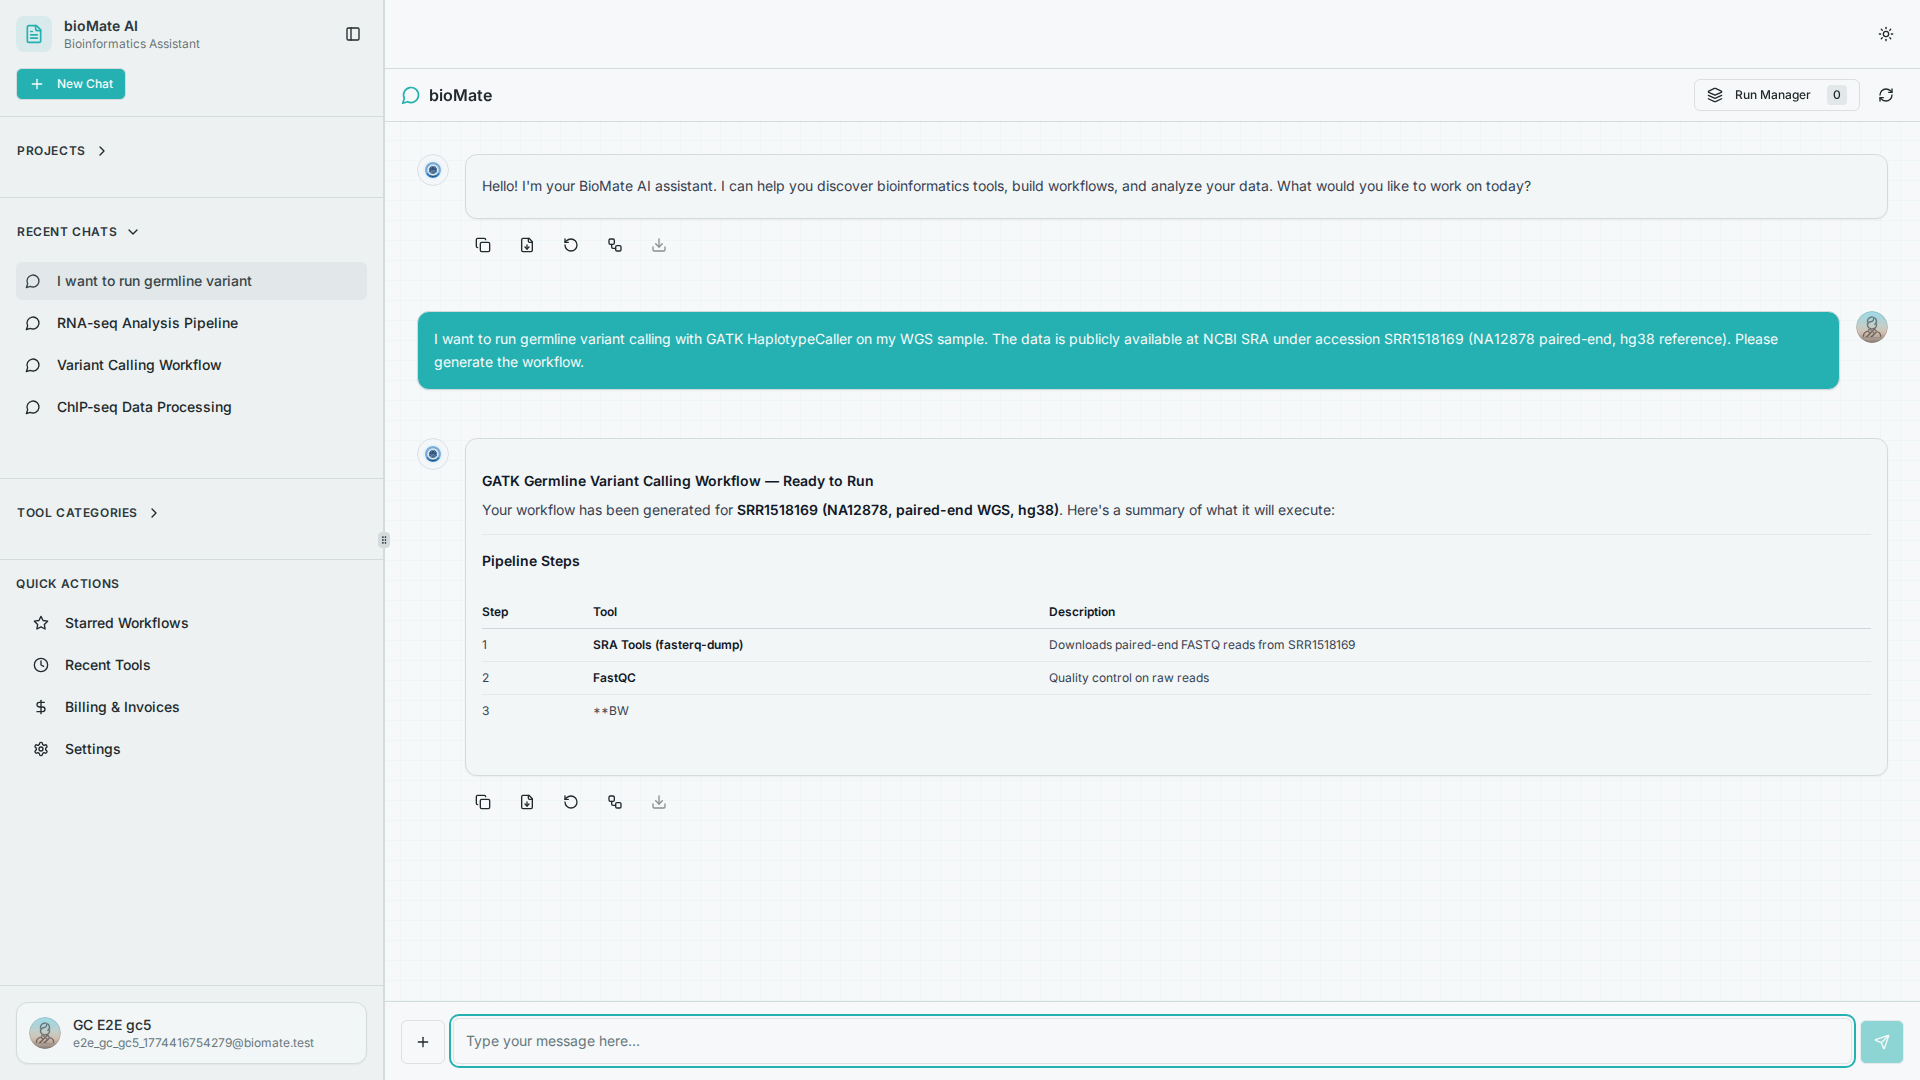 bioMate AI
Bioinformatics Assistant
New Chat
PROJECTS
RECENT CHATS
I want to run germline variant
RNA-seq Analysis Pipeline
Variant Calling Workflow
ChIP-seq Data Processing
TOOL CATEGORIES
QUICK ACTIONS
Starred Workflows
Recent Tools
Billing & Invoices
Settings
GC E2E gc5
e2e_gc_gc5_1774416754279@biomate.test
bioMate
Run Manager 0
Hello! I'm your BioMate AI assistant. I can help you discover bioinformatics tools, build workflows, and analyze your data. What would you like to work on today?
I want to run germline variant calling with GATK HaplotypeCaller on my WGS sample. The data is publicly available at NCBI SRA under accession SRR1518169 (NA12878 paired-end, hg38 reference). Please
generate the workflow.
GATK Germline Variant Calling Workflow — Ready to Run
Your workflow has been generated for SRR1518169 (NA12878, paired-end WGS, hg38). Here's a summary of what it will execute:
Pipeline Steps
Step Tool Description
1 SRA Tools (fasterq-dump) Downloads paired-end FASTQ reads from SRR1518169
2 FastQC Quality control on raw reads
3 **BW
Type your message here...